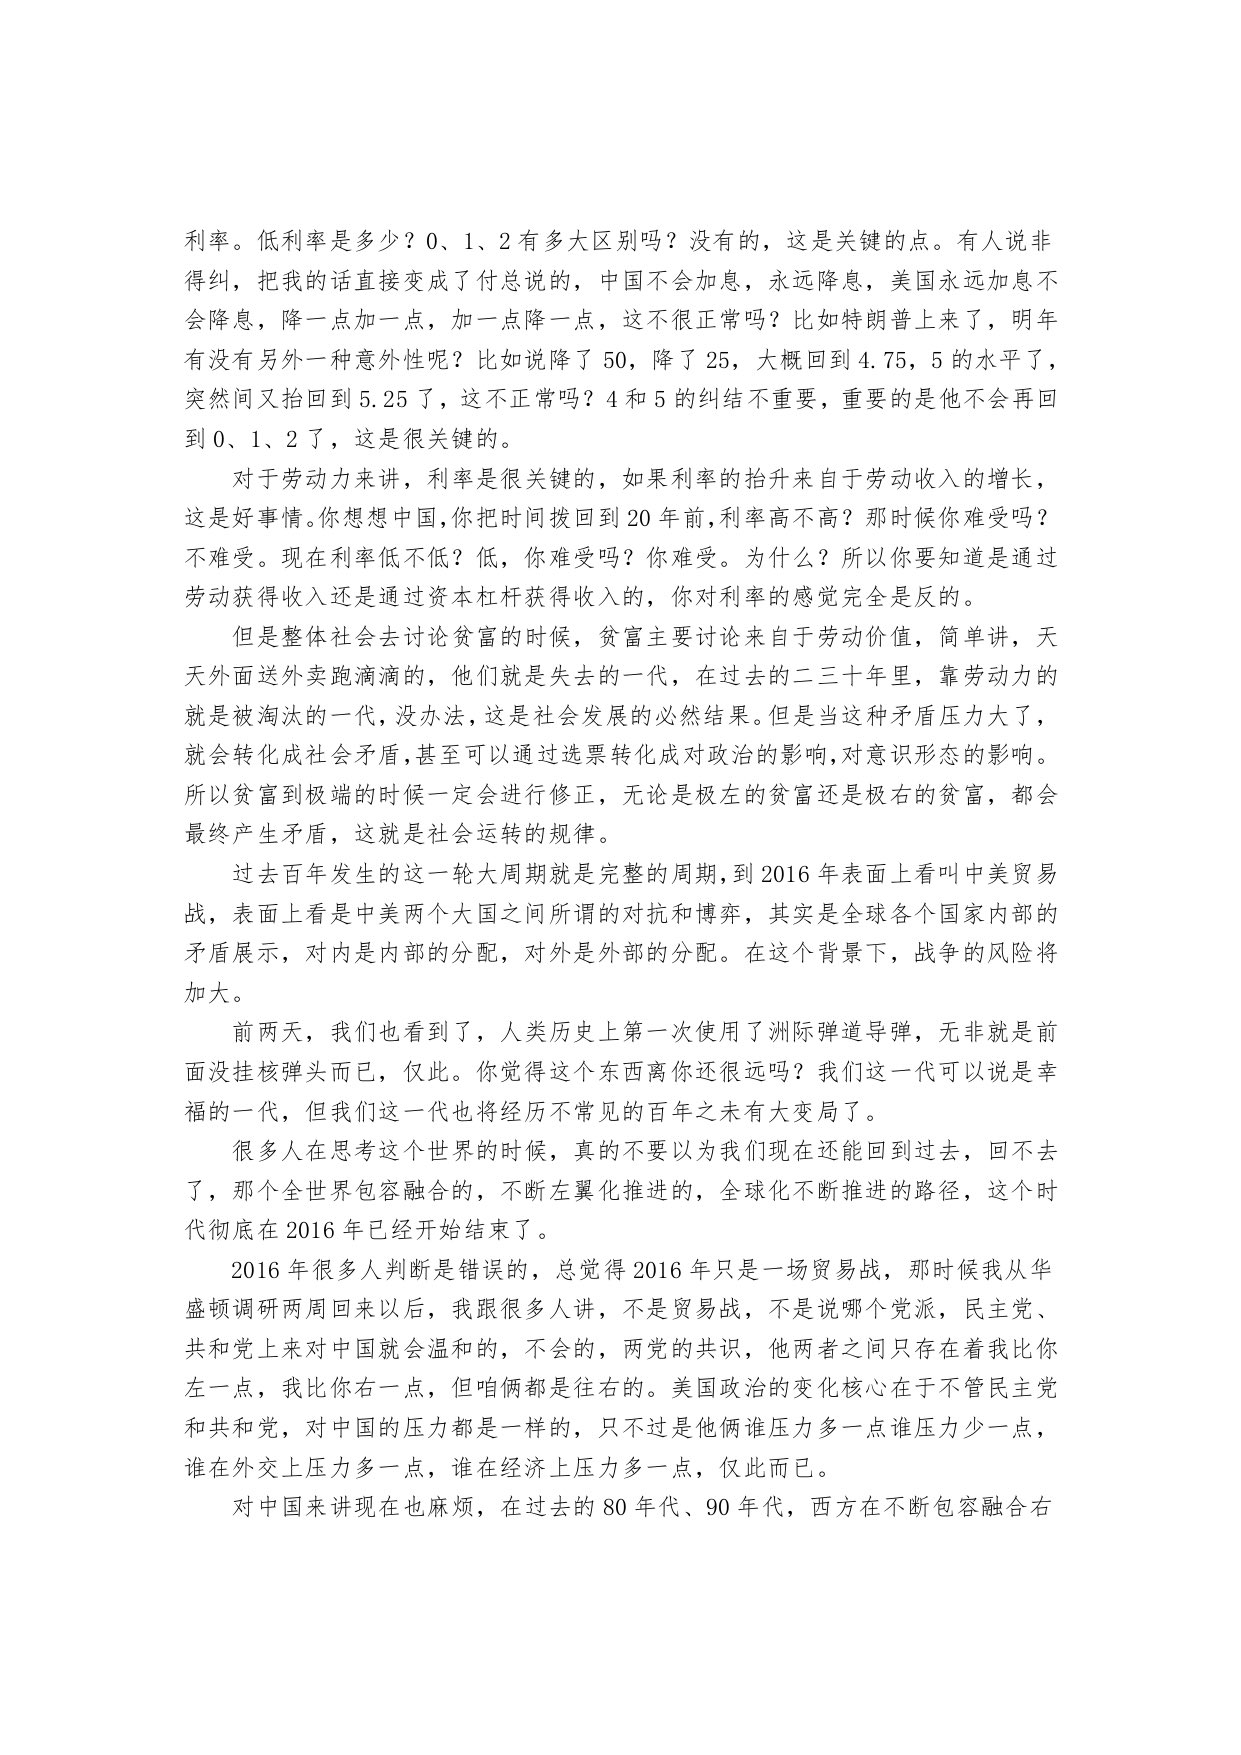 利率。低利率是多少？0、1、2 有多大区别吗？没有的，这是关键的点。有人说非
得纠，把我的话直接变成了付总说的，中国不会加息，永远降息，美国永远加息不
会降息，降一点加一点，加一点降一点，这不很正常吗？比如特朗普上来了，明年
有没有另外一种意外性呢？比如说降了 50，降了 25，大概回到 4.75，5 的水平了，
突然间又抬回到 5.25 了，这不正常吗？4 和 5 的纠结不重要，重要的是他不会再回
到 0、1、2 了，这是很关键的。
对于劳动力来讲，利率是很关键的，如果利率的抬升来自于劳动收入的增长，
这是好事情。你想想中国，你把时间拨回到 20 年前，利率高不高？那时候你难受吗？
不难受。现在利率低不低？低，你难受吗？你难受。为什么？所以你要知道是通过
劳动获得收入还是通过资本杠杆获得收入的，你对利率的感觉完全是反的。
但是整体社会去讨论贫富的时候，贫富主要讨论来自于劳动价值，简单讲，天
天外面送外卖跑滴滴的，他们就是失去的一代，在过去的二三十年里，靠劳动力的
就是被淘汰的一代，没办法，这是社会发展的必然结果。但是当这种矛盾压力大了，
就会转化成社会矛盾，甚至可以通过选票转化成对政治的影响，对意识形态的影响。
所以贫富到极端的时候一定会进行修正，无论是极左的贫富还是极右的贫富，都会
最终产生矛盾，这就是社会运转的规律。
过去百年发生的这一轮大周期就是完整的周期，到 2016 年表面上看叫中美贸易
战，表面上看是中美两个大国之间所谓的对抗和博弈，其实是全球各个国家内部的
矛盾展示，对内是内部的分配，对外是外部的分配。在这个背景下，战争的风险将
加大。
前两天，我们也看到了，人类历史上第一次使用了洲际弹道导弹，无非就是前
面没挂核弹头而已，仅此。你觉得这个东西离你还很远吗？我们这一代可以说是幸
福的一代，但我们这一代也将经历不常见的百年之未有大变局了。
很多人在思考这个世界的时候，真的不要以为我们现在还能回到过去，回不去
了，那个全世界包容融合的，不断左翼化推进的，全球化不断推进的路径，这个时
代彻底在 2016 年已经开始结束了。
2016 年很多人判断是错误的，总觉得 2016 年只是一场贸易战，那时候我从华
盛顿调研两周回来以后，我跟很多人讲，不是贸易战，不是说哪个党派，民主党、
共和党上来对中国就会温和的，不会的，两党的共识，他两者之间只存在着我比你
左一点，我比你右一点，但咱俩都是往右的。美国政治的变化核心在于不管民主党
和共和党，对中国的压力都是一样的，只不过是他俩谁压力多一点谁压力少一点，
谁在外交上压力多一点，谁在经济上压力多一点，仅此而已。
对中国来讲现在也麻烦，在过去的 80 年代、90 年代，西方在不断包容融合右